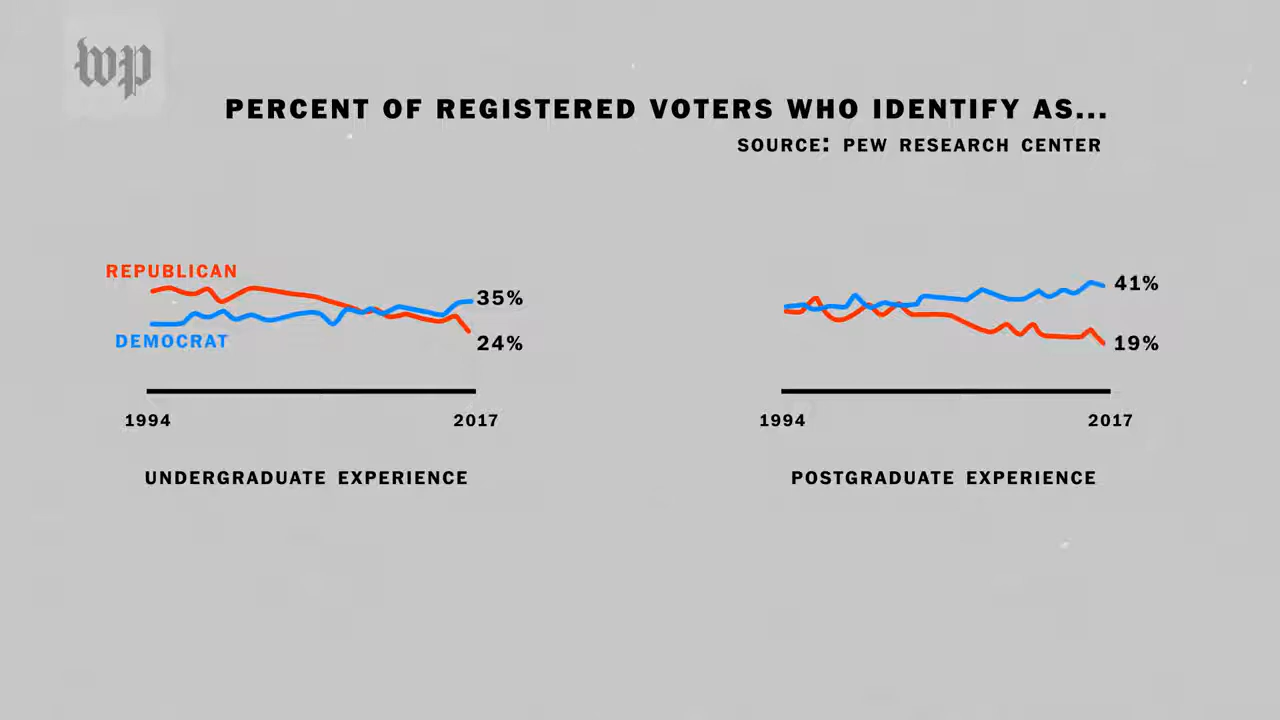 wp
PERCENT OF REGISTERED VOTERS WHO IDENTIFY AS...
SOURCE: PEW RESEARCH CENTER
REPUBLICAN
DEMOCRAT
35%
24%
1994
2017
UNDERGRADUATE EXPERIENCE
41%
19%
1994
2017
POSTGRADUATE EXPERIENCE